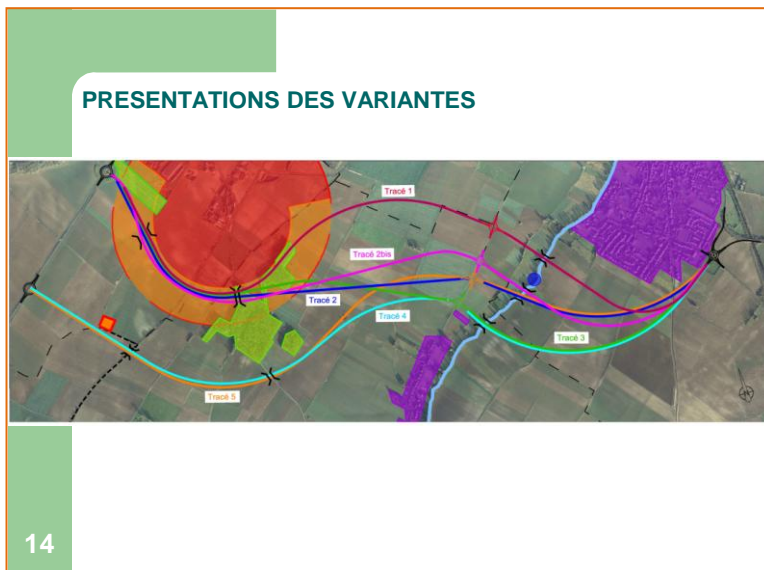 PRESENTATIONS DES VARIANTES
Tracé 1
Tracé 2bis
Tracé 2
Tracé 4
Tracé 3
Tracé 5
14